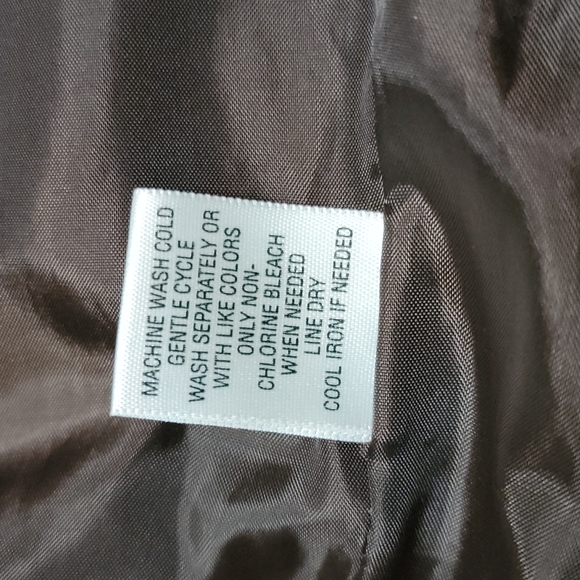 MACHINE WASH COLD
GENTLE CYCLE
WASH SEPARATELY OR
WITH LIKE COLORS
ONLY NON-
CHLORINE BLEACH
WHEN NEEDED
LINE DRY
COOL IRON IF NEEDED